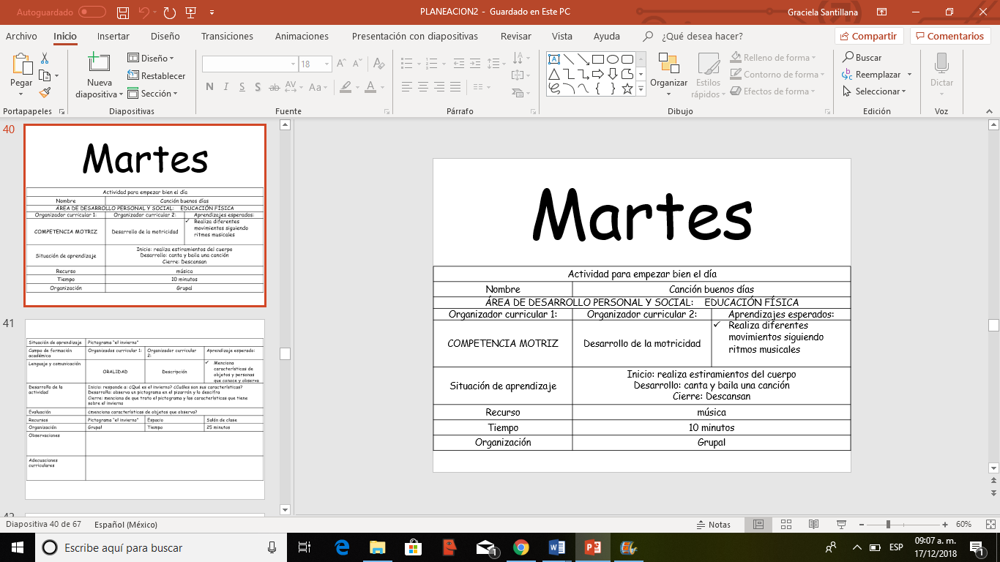 Autoguardado
PLANEACION2 - Guardado en Este PC
Graciela Santillana
Archivo Inicio Insertar Diseño Transiciones Animaciones Presentación con diapositivas Revisar Vista Ayuda ¿Qué desea hacer? Compartir Comentarios
Pegar
Portapapeles
Nueva diapositiva
Diseño
Restablecer
Sección
Diapositivas
18
N K S S ab AV Aa A
Fuente
Párrafo
Organizar
Estilos rápidos
Relleno de forma
Contorno de forma
Efectos de forma
Dibujo
Buscar
Reemplazar
Seleccionar
Edición
Dictar
Voz
40
Martes
Actividad para empezar bien el día
Nombre Canción buenos días
ÁREA DE DESARROLLO PERSONAL Y SOCIAL: EDUCACIÓN FÍSICA
Organizador curricular 1: Organizador curricular 2: Aprendizajes esperados:
COMPETENCIA MOTRIZ Desarrollo de la motricidad
✓ Realiza diferentes
movimientos siguiendo
ritmos musicales
Situación de aprendizaje
Inicio: realiza estiramientos del cuerpo
Desarrollo: canta y baila una canción
Cierre: Descansan
Recurso música
Tiempo 10 minutos
Organización Grupal
41
Situación de aprendizaje Pictograma "el invierno"
Campo de formación académica Organizados curricular 1: Organizador curricular 2: Aprendizaje esperado:
Lenguaje y comunicación ORALIDAD Descripción
✓ Menciona
características de
objetos y personas
que conoce y observa
Desarrollo de la actividad
Inicio: responde a: ¿Qué es el invierno? ¿Cuáles son sus características?
Desarrollo: observa un pictograma en el pizarrón y lo descifra
Cierre: menciona de que trato el pictograma y las características que tiene
sobre el invierno
Evaluación ¿menciona características de objetos que observa?
Recursos Pictograma "el invierno" Espacio Salón de clase
Organización Grupal Tiempo 25 minutos
Observaciones
Adecuaciones curriculares
42
Martes
Actividad para empezar bien el día
Nombre Canción buenos días
ÁREA DE DESARROLLO PERSONAL Y SOCIAL: EDUCACIÓN FÍSICA
Organizador curricular 1: Organizador curricular 2: Aprendizajes esperados:
COMPETENCIA MOTRIZ Desarrollo de la motricidad
✓ Realiza diferentes
movimientos siguiendo
ritmos musicales
Situación de aprendizaje
Inicio: realiza estiramientos del cuerpo
Desarrollo: canta y baila una canción
Cierre: Descansan
Recurso música
Tiempo 10 minutos
Organización Grupal
Diapositiva 40 de 67 Español (México) Notas 60%
Escribe aquí para buscar
1
ESP
09:07 a. m.
17/12/2018
1